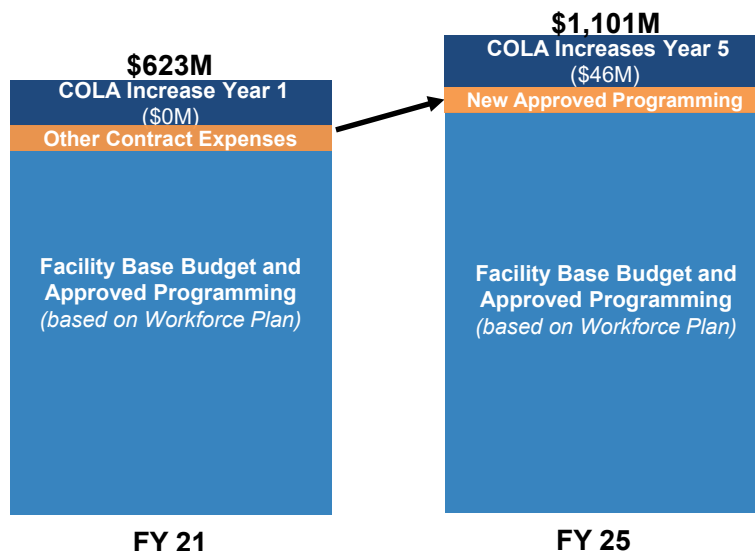 $623M
COLA Increase Year 1
($0M)
Other Contract Expenses
Facility Base Budget and
Approved Programming
(based on Workforce Plan)
FY 21
$1,101M
COLA Increases Year 5
($46M)
New Approved Programming
Facility Base Budget and
Approved Programming
(based on Workforce Plan)
FY 25